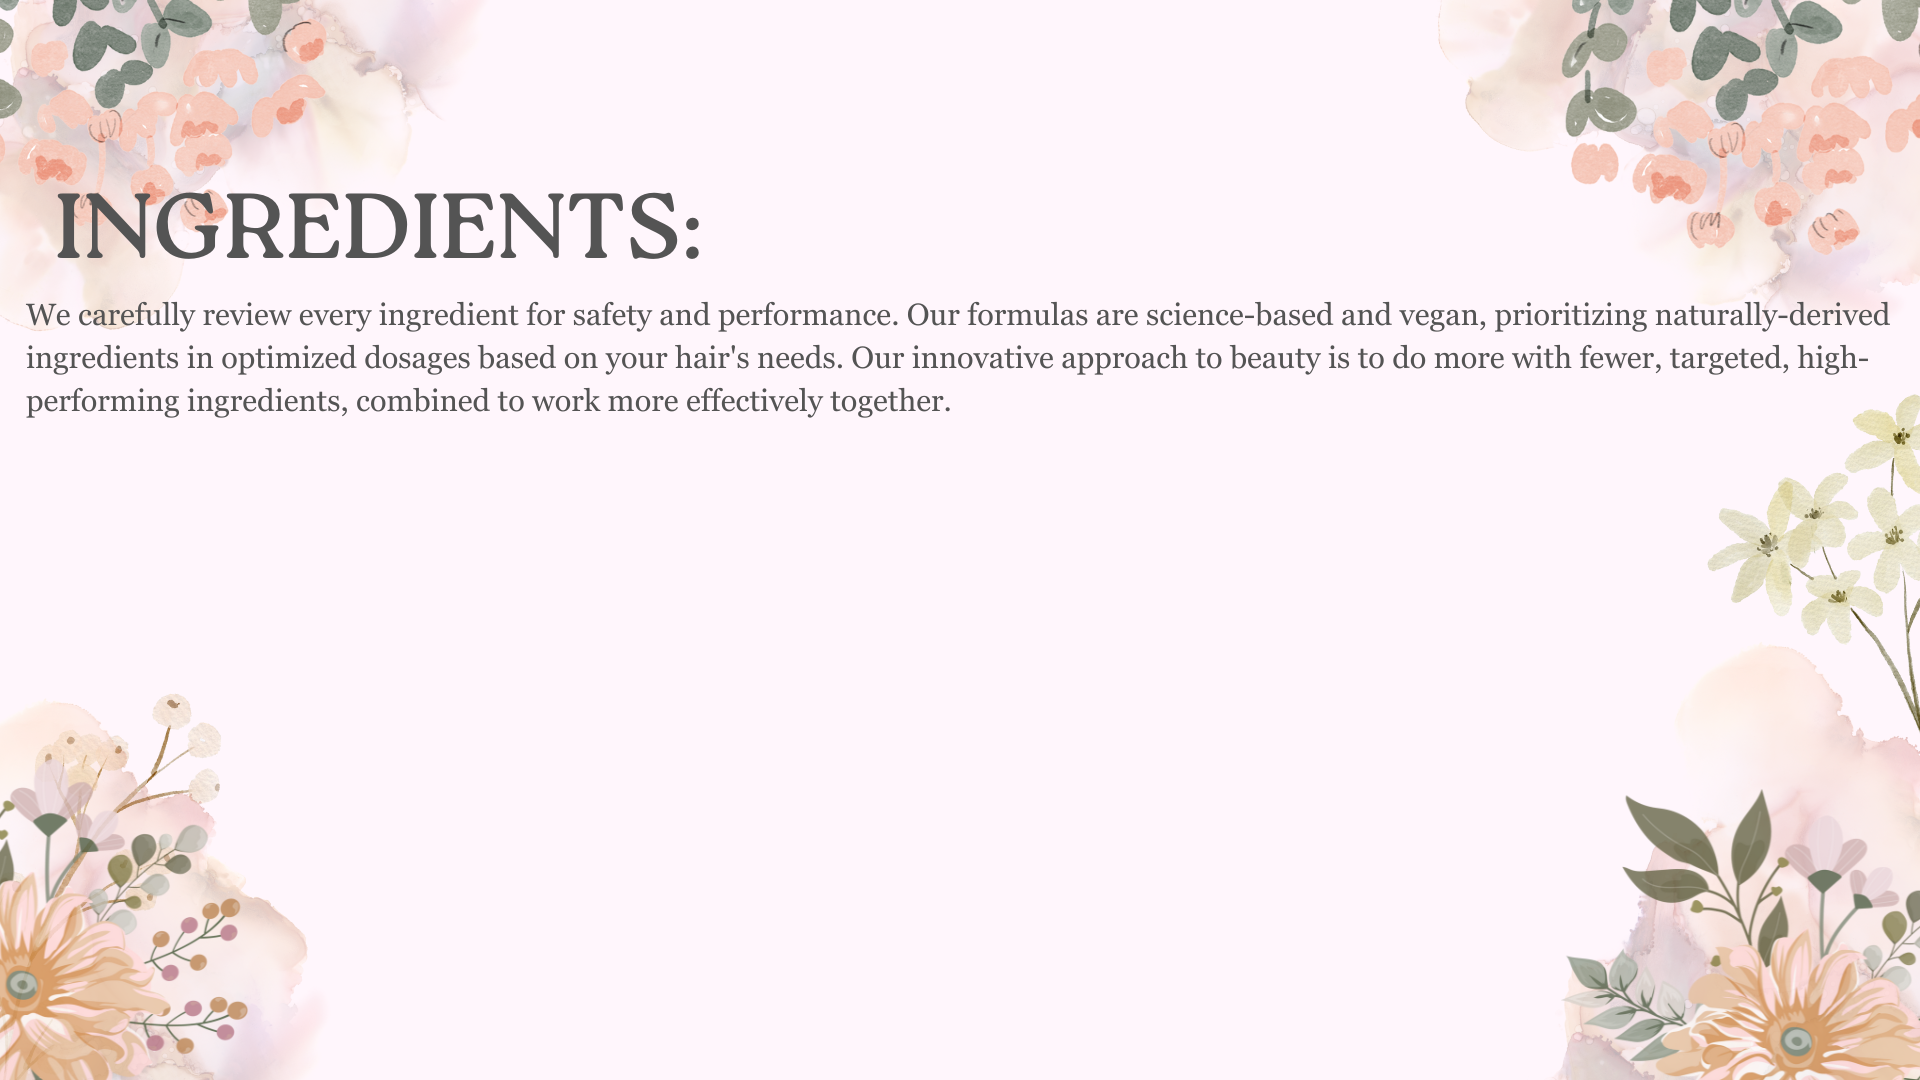 INGREDIENTS:
We carefully review every ingredient for safety and performance. Our formulas are science-based and vegan, prioritizing naturally-derived
ingredients in optimized dosages based on your hair's needs. Our innovative approach to beauty is to do more with fewer, targeted, high-
performing ingredients, combined to work more effectively together.